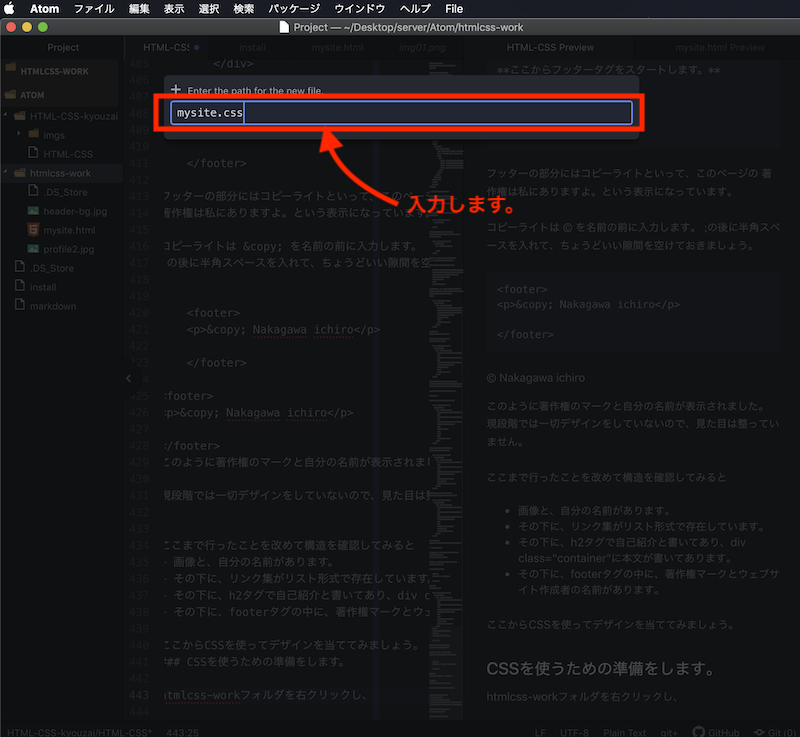 Atom ファイル 編集 表示 選択 検索 パッケージ ウインドウ ヘルプ File
Project — ~/Desktop/server/Atom/htmlcss-work
Project
HTML-CSS
install
mysite.html
img01.png
HTML-CSS Preview
mysite.html Preview
HTMLCSS-WORK
ATOM
HTML-CSS-kyouzai
imgs
HTML-CSS
htmlcss-work
.DS_Store
header-bg.jpg
mysite.html
profile2.jpg
.DS_Store
install
markdown
405 </div>
Enter the path for the new file.
mysite.css
入力します。
410
411 </footer>
412
413 フッターの部分にはコピーライトといって、このペー
著作権は私にありますよ。という表示になっています
415
416 コピーライトは &copy; を名前の前に入力します。
の後に半角スペースを入れて、ちょうどいい隙間を空
418
419
420 <footer>
421 <p>&copy; Nakagawa ichiro</p>
422
423 </footer>
425 <footer>
426 <p>&copy; Nakagawa ichiro</p>
427
428 </footer>
429 このように著作権のマークと自分の名前が表示されま
430
431 現段階では一切デザインをしていないので、見た目は
432
433
434 ここまで行ったことを改めて構造を確認してみると
435 - 画像と、自分の名前があります。
436 - その下に、リンク集がリスト形式で存在しています
437 - その下に、h2タグで自己紹介と書いてあり、div c
438 - その下に、footerタグの中に、著作権マークとウェ
439
440 ここからCSSを使ってデザインを当ててみましょう。
441 ## CSSを使うための準備をします。
442
443 htmlcss-workフォルダを右クリックし、
444
**ここからフッタータグをスタートします。**
フッターの部分にはコピーライトといって、このページの 著
作権は私にありますよ。という表示になっています。
コピーライトは © を名前の前に入力します。 ;の後に半角スペ
ースを入れて、ちょうどいい隙間を空けておきましょう。
<footer>
<p>&copy; Nakagawa ichiro</p>
</footer>
© Nakagawa ichiro
このように著作権のマークと自分の名前が表示されました。
現段階では一切デザインをしていないので、見た目は整ってい
ません。
ここまで行ったことを改めて構造を確認してみると
• 画像と、自分の名前があります。
• その下に、リンク集がリスト形式で存在しています。
• その下に、h2タグで自己紹介と書いてあり、div
class="container"に本文が書いてあります。
• その下に、footerタグの中に、著作権マークとウェブサ
イト作成者の名前があります。
ここからCSSを使ってデザインを当ててみましょう。
CSSを使うための準備をします。
htmlcss-workフォルダを右クリックし、
HTML-CSS-kyouzai/HTML-CSS* 443:25 LF UTF-8 Plain Text git+ GitHub Git (0)